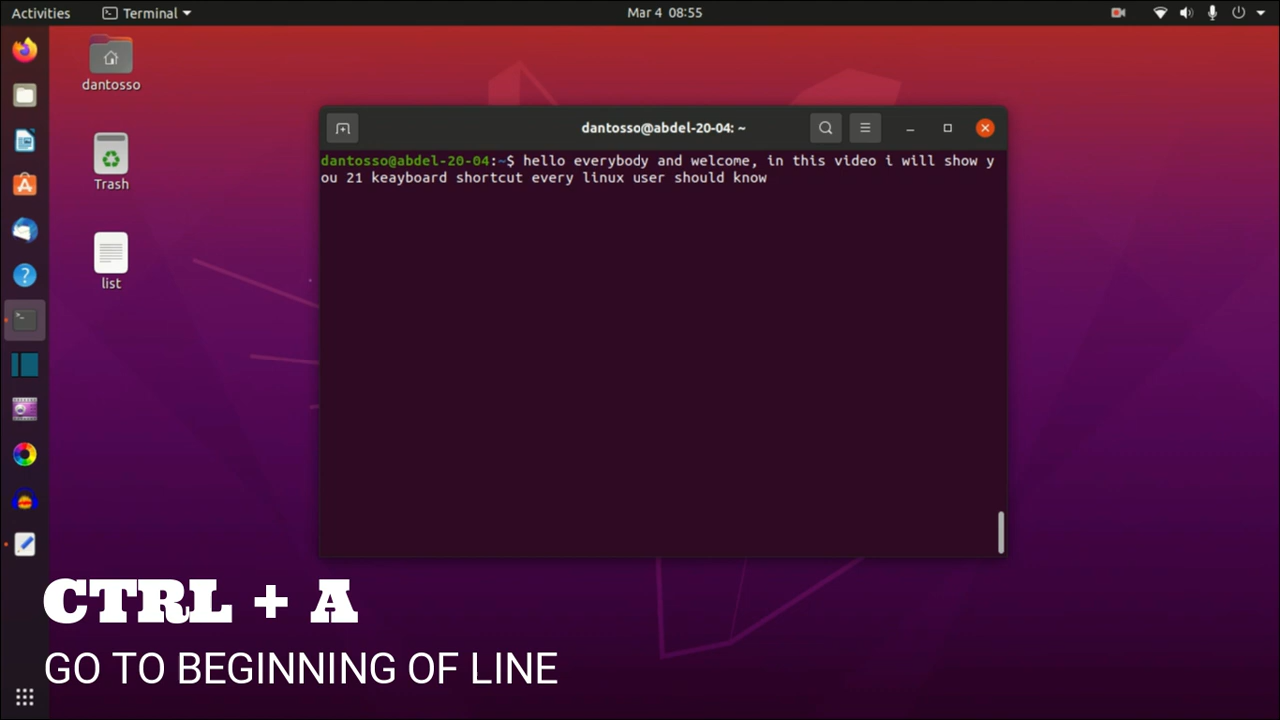 Activities Terminal Mar 4 08:55
dantosso
Trash
list
dantosso@abdel-20-04: ~
dantosso@abdel-20-04:~$ hello everybody and welcome, in this video i will show y
ou 21 keayboard shortcut every linux user should know
CTRL + A
GO TO BEGINNING OF LINE